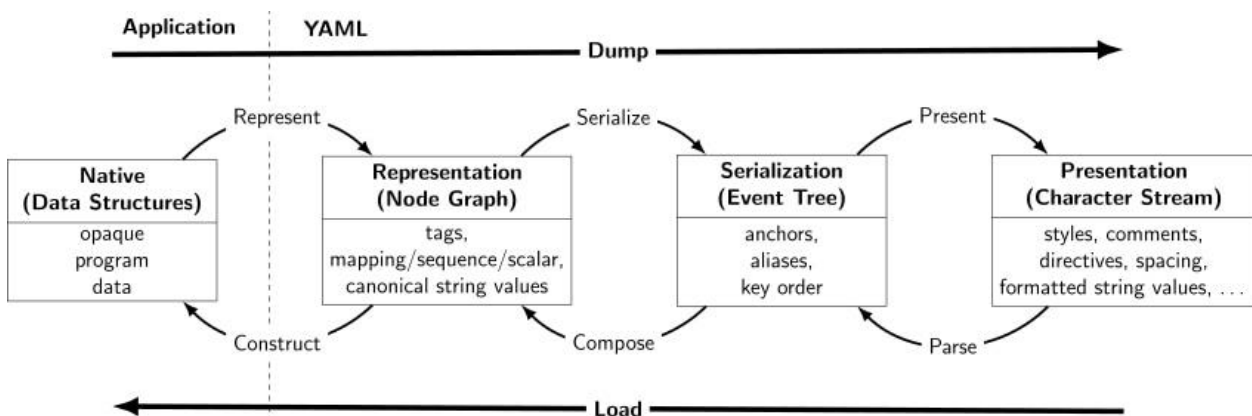 Application
YAML
Dump
Represent
Serialize
Present
Native
(Data Structures)
opaque
program
data
Representation
(Node Graph)
tags,
mapping/sequence/scalar,
canonical string values
Serialization
(Event Tree)
anchors,
aliases,
key order
Presentation
(Character Stream)
styles, comments,
directives, spacing,
formatted string values, ...
Construct
Compose
Parse
Load